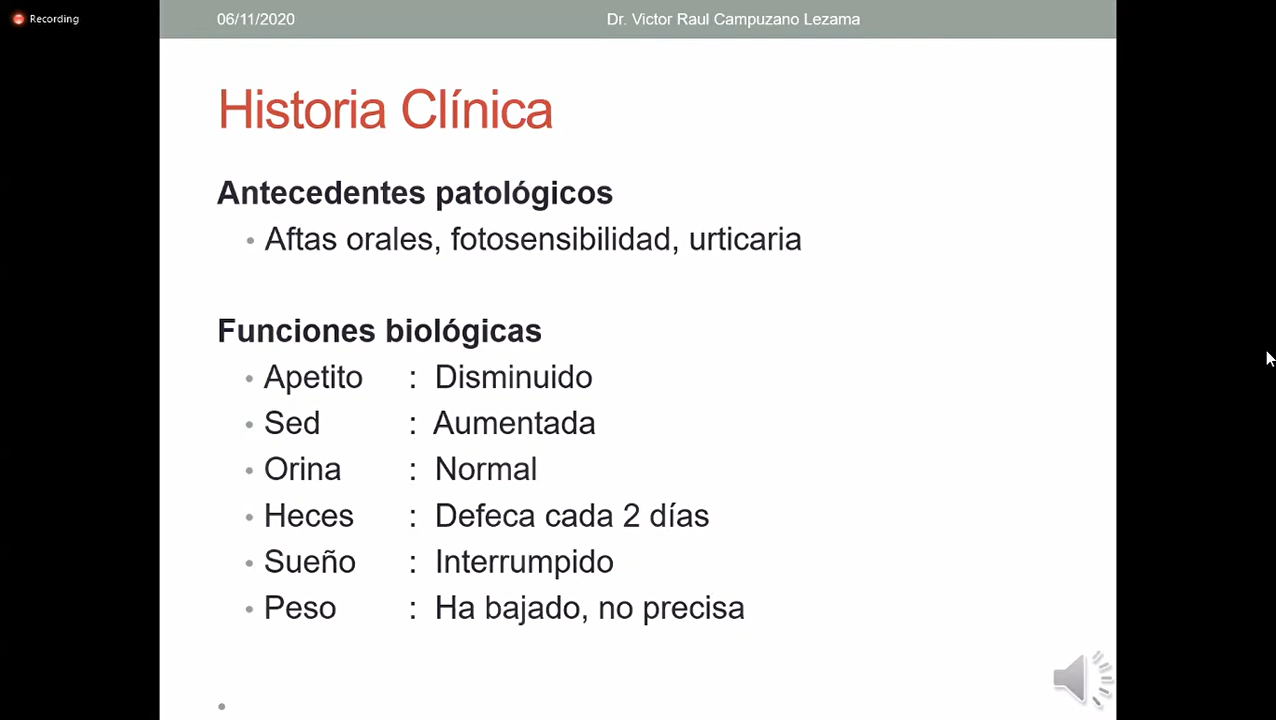 Recording
06/11/2020 Dr. Victor Raul Campuzano Lezama
Historia Clínica
Antecedentes patológicos
• Aftas orales, fotosensibilidad, urticaria
Funciones biológicas
• Apetito : Disminuido
• Sed : Aumentada
• Orina : Normal
• Heces : Defeca cada 2 días
• Sueño : Interrumpido
• Peso : Ha bajado, no precisa
•